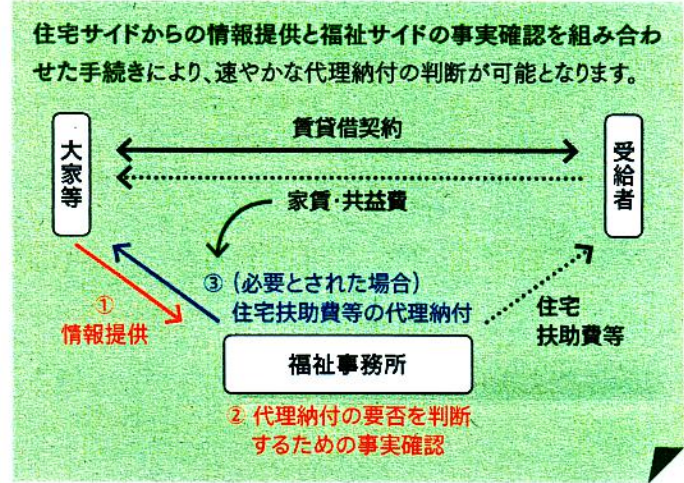 住宅サイドからの情報提供と福祉サイドの事実確認を組み合わ
せた手続きにより、速やかな代理納付の判断が可能となります。
賃貸借契約
大家等
受給者
家賃・共益費
③（必要とされた場合）
住宅扶助費等の代理納付
①
情報提供
住宅
扶助費等
福祉事務所
② 代理納付の要否を判断
するための事実確認